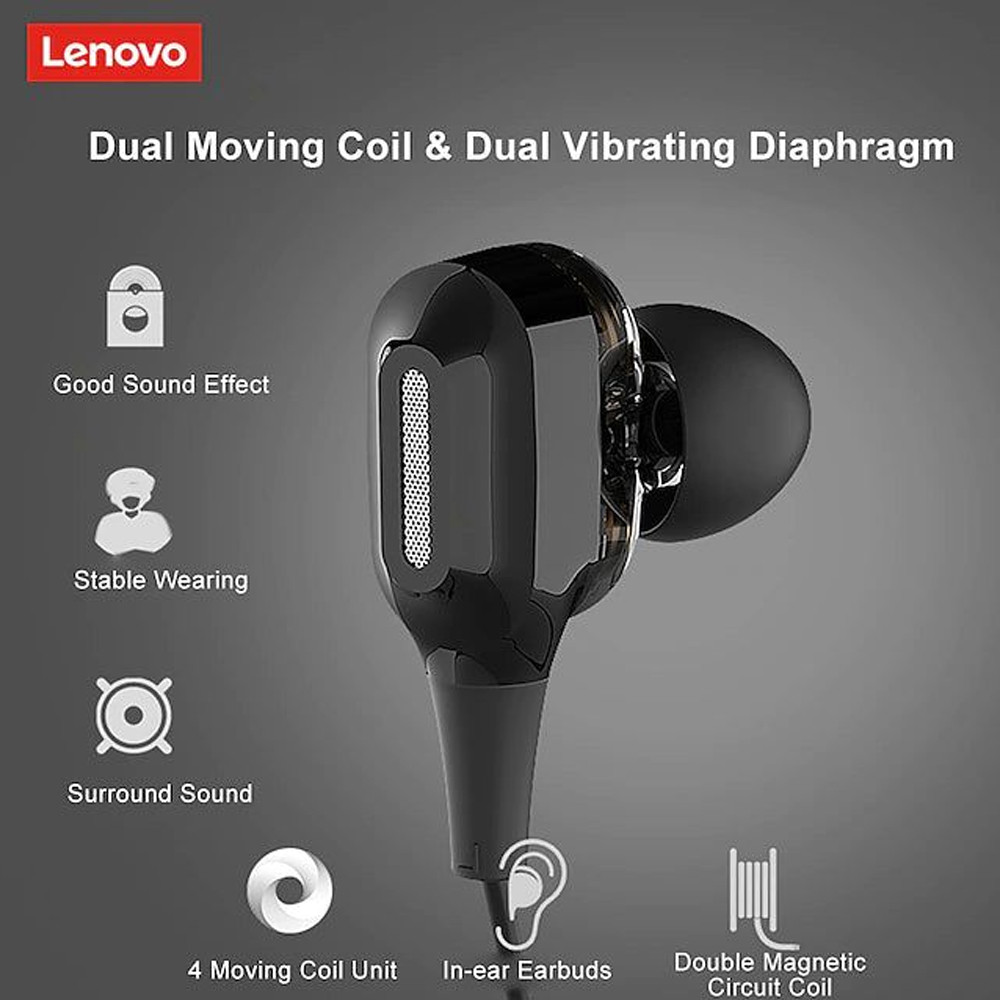 Lenovo
Dual Moving Coil & Dual Vibrating Diaphragm
Good Sound Effect
Stable Wearing
Surround Sound
4 Moving Coil Unit
In-ear Earbuds
Double Magnetic
Circuit Coil